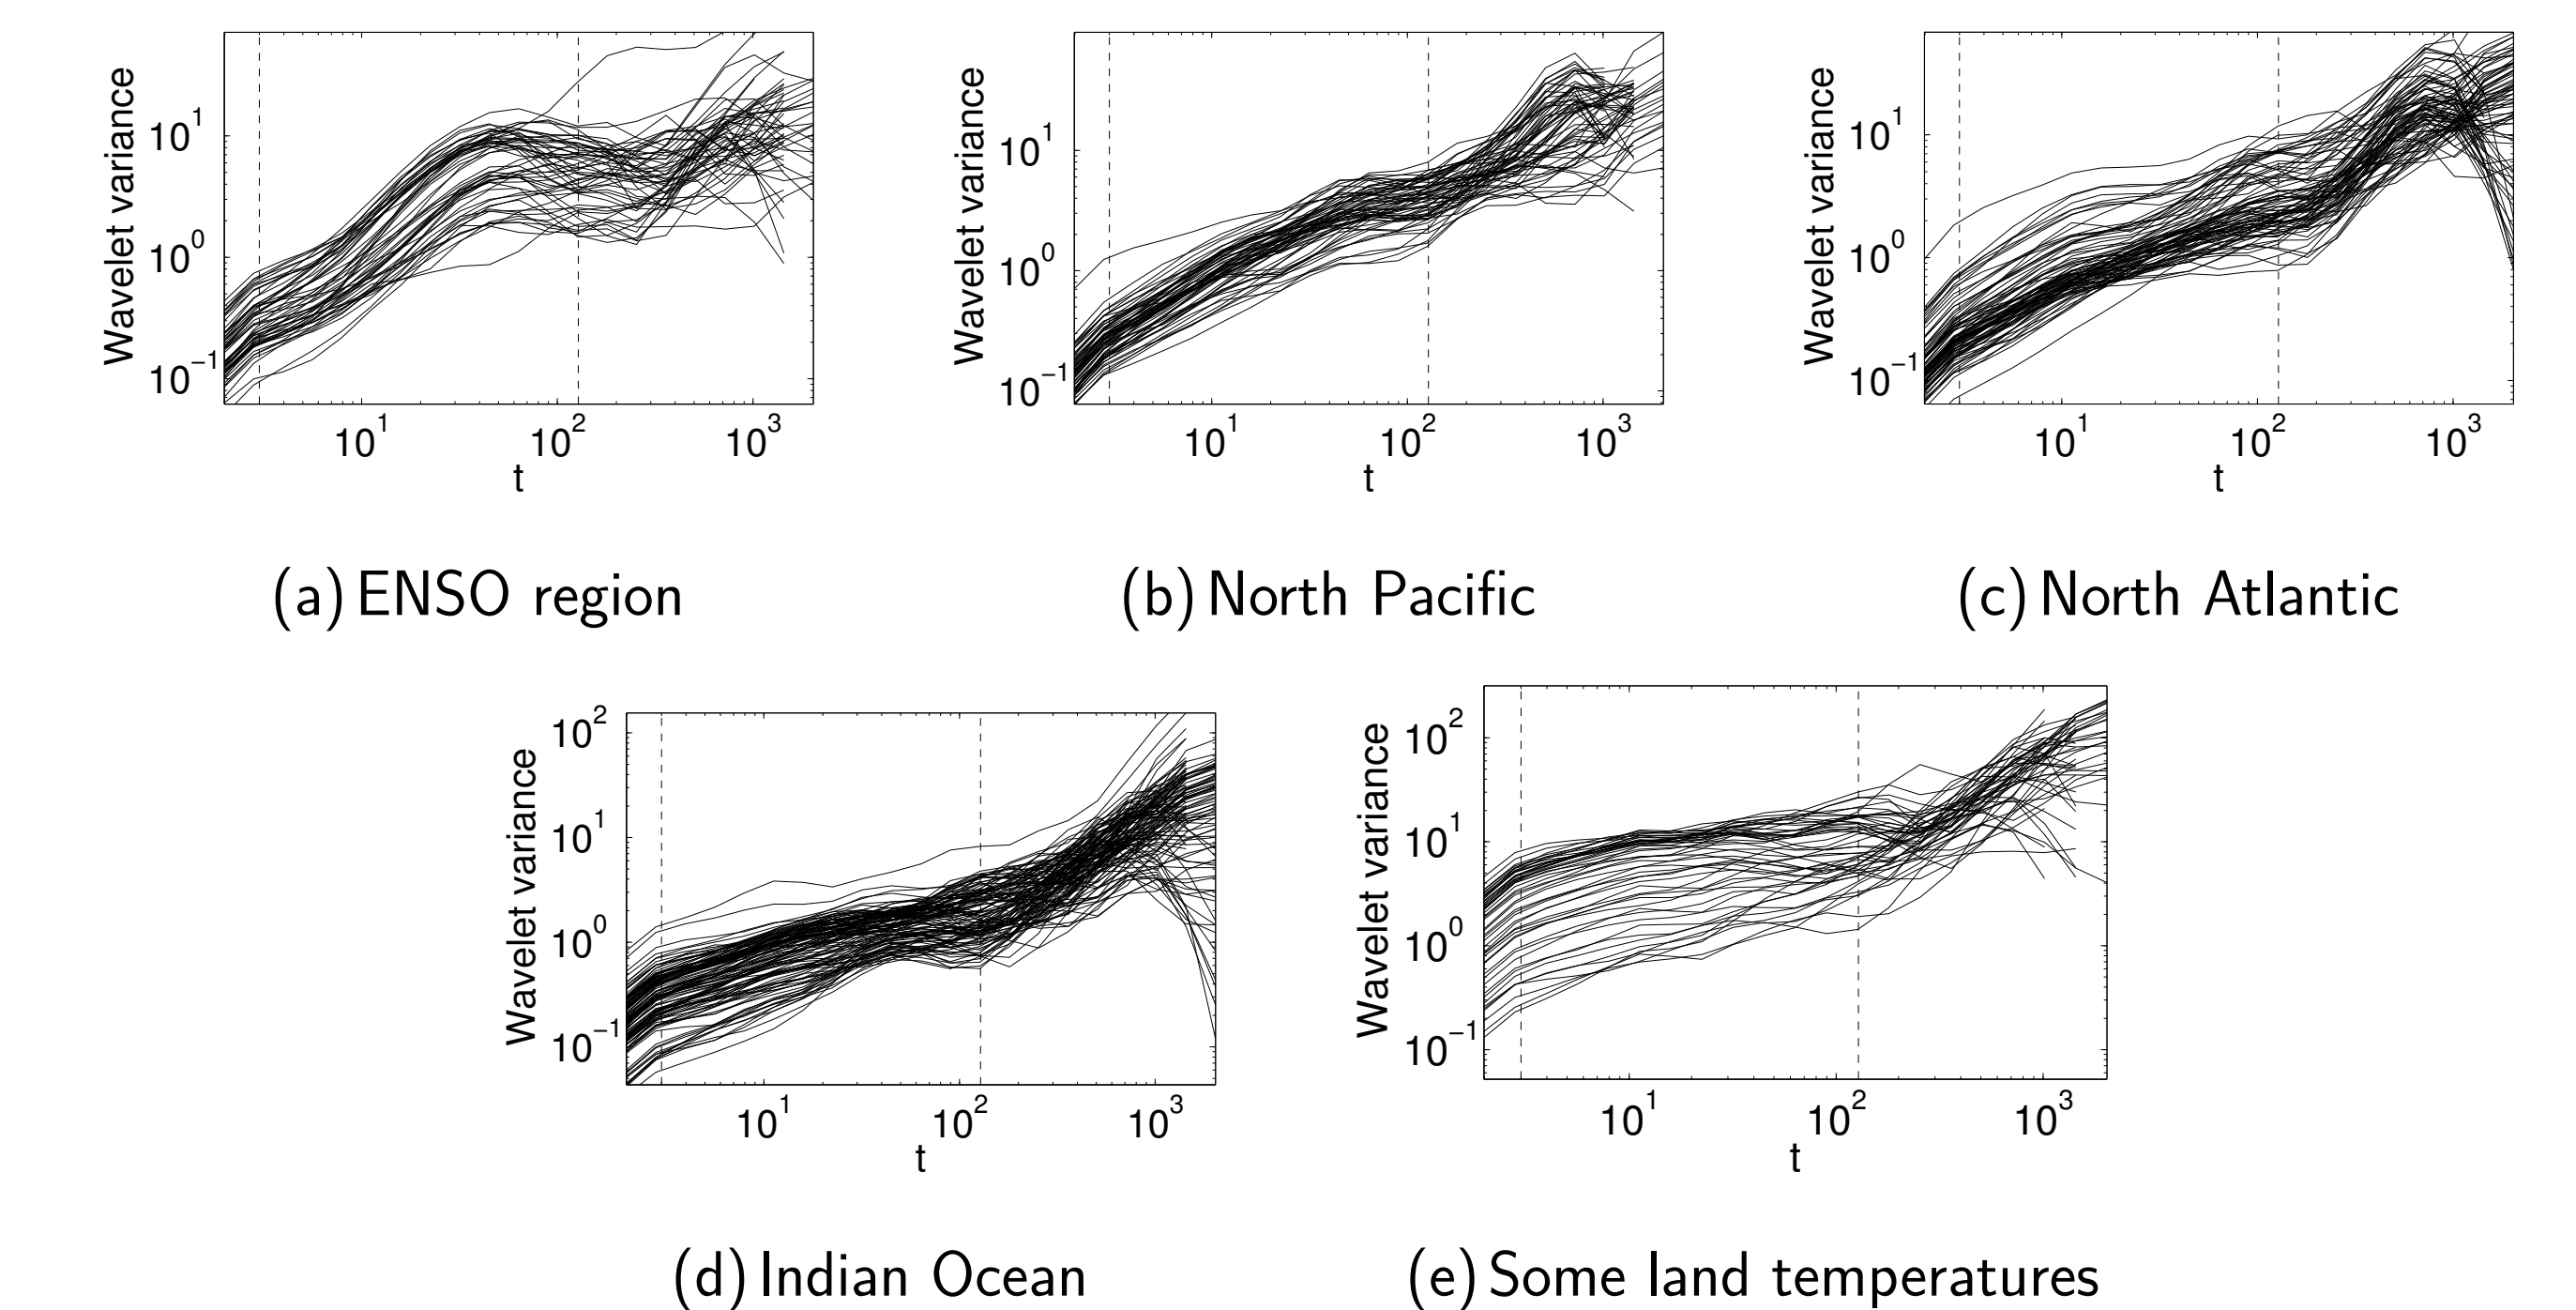 Wavelet variance
10^1
10^0
10^-1
10^1 10^2 10^3
t
(a) ENSO region
Wavelet variance
10^1
10^0
10^-1
10^1 10^2 10^3
t
(b) North Pacific
Wavelet variance
10^1
10^0
10^-1
10^1 10^2 10^3
t
(c) North Atlantic
Wavelet variance
10^2
10^1
10^0
10^-1
10^1 10^2 10^3
t
(d) Indian Ocean
Wavelet variance
10^2
10^1
10^0
10^-1
10^1 10^2 10^3
t
(e) Some land temperatures